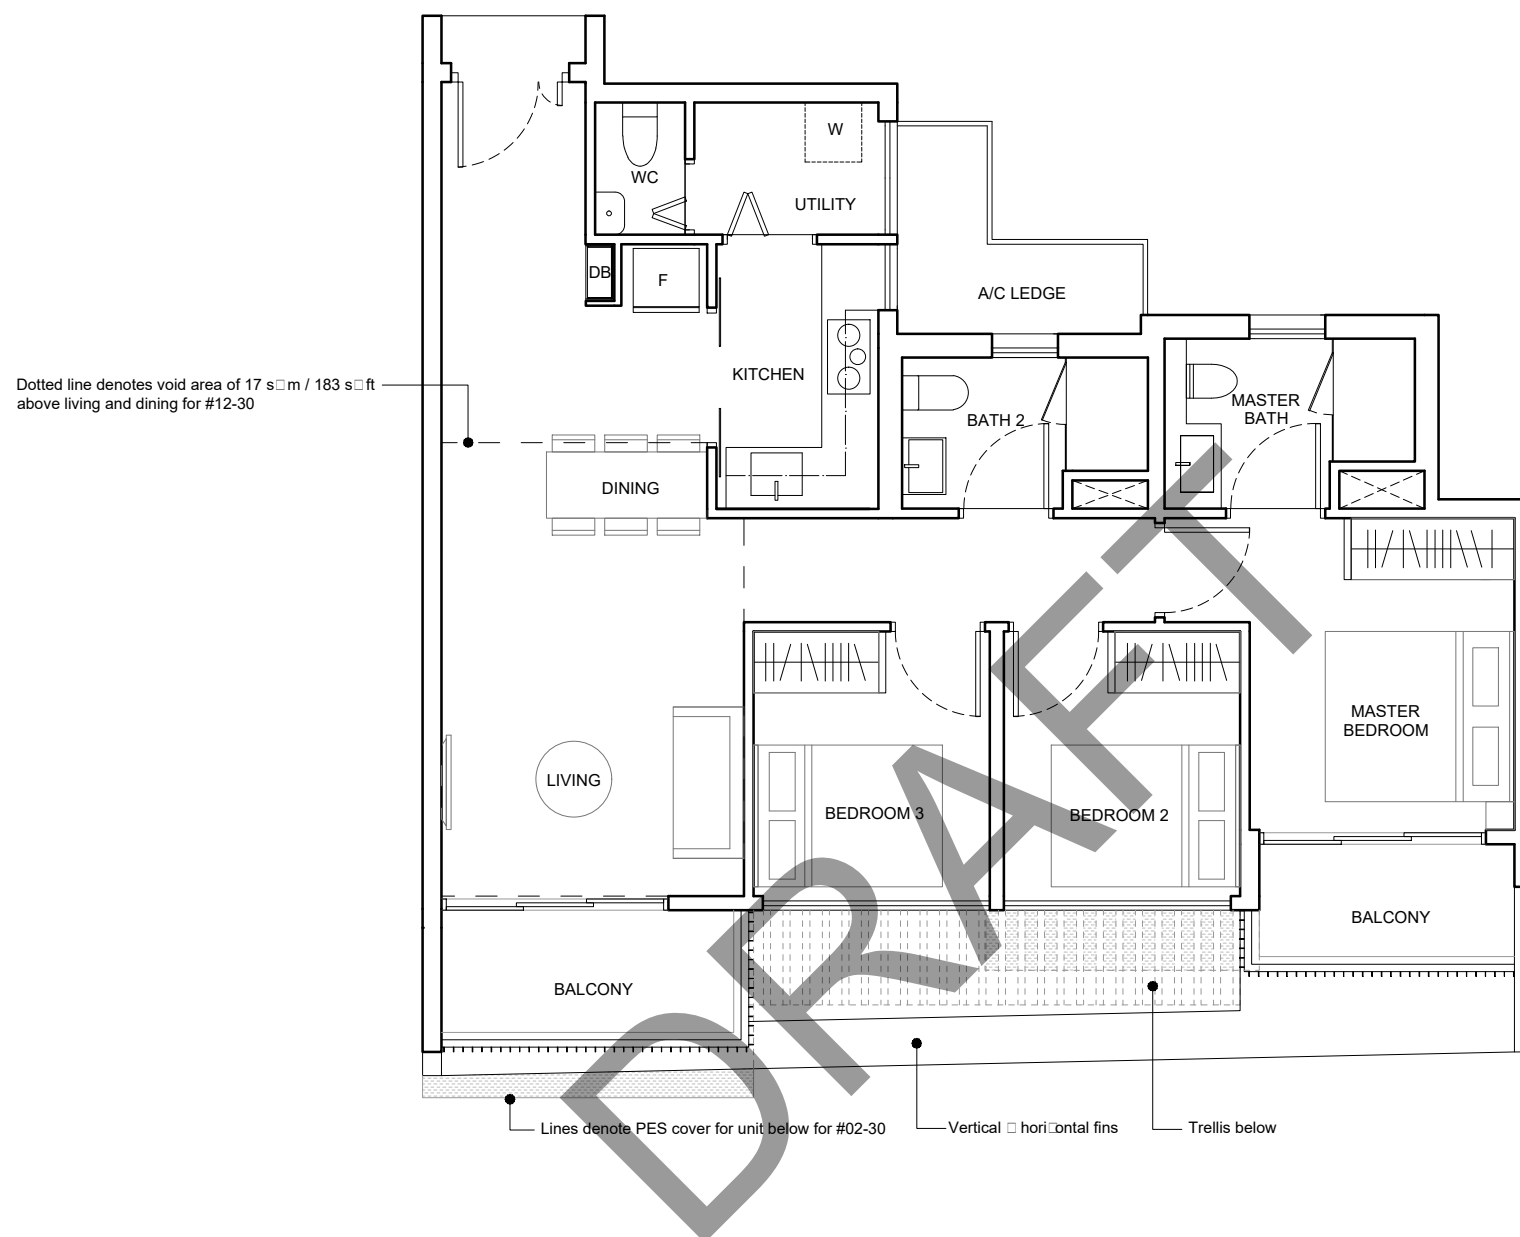 W
WC
UTILITY
DB
F
A/C LEDGE
KITCHEN
Dotted line denotes void area of 17 s□m / 183 s□ft
above living and dining for #12-30
MASTER
BATH
BATH 2
DINING
MASTER
BEDROOM
LIVING
BEDROOM 3
BEDROOM 2
BALCONY
BALCONY
DRAFT
Lines denote PES cover for unit below for #02-30
Vertical □ hori□ontal fins
Trellis below